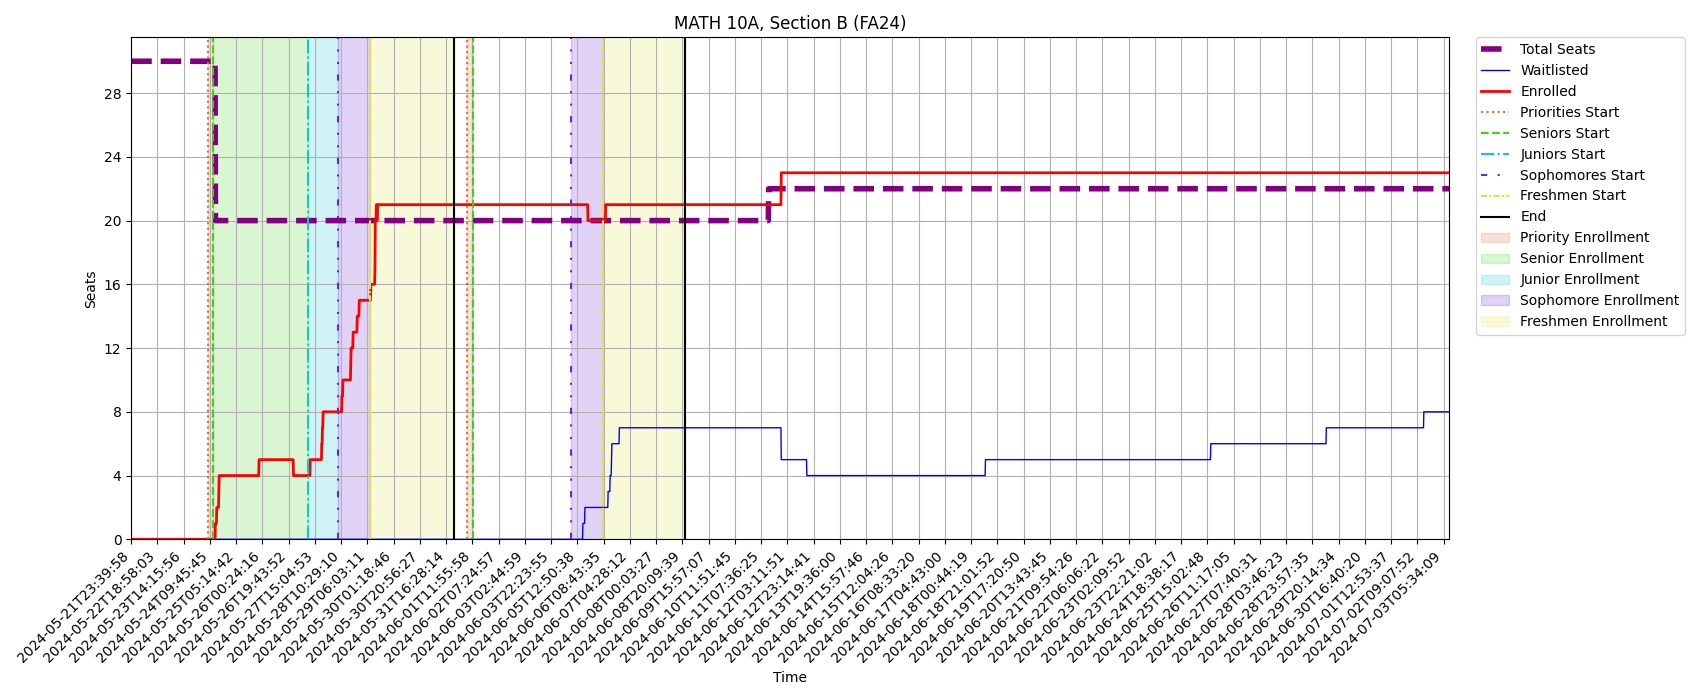 MATH 10A, Section B (FA24)
Seats
28
24
20
16
12
8
4
0
2024-05-21T23:39:58
2024-05-22T18:58:03
2024-05-23T14:15:56
2024-05-24T09:45:45
2024-05-25T05:14:42
2024-05-26T00:24:16
2024-05-26T19:43:52
2024-05-27T15:04:53
2024-05-28T10:29:10
2024-05-29T06:03:11
2024-05-30T01:18:46
2024-05-30T20:56:27
2024-05-31T16:28:14
2024-06-01T11:55:58
2024-06-02T07:24:57
2024-06-03T02:44:59
2024-06-03T22:23:55
2024-06-05T12:50:38
2024-06-06T08:43:35
2024-06-07T04:28:12
2024-06-08T00:03:27
2024-06-08T20:09:39
2024-06-09T15:57:07
2024-06-10T11:51:45
2024-06-11T07:36:25
2024-06-12T03:11:51
2024-06-12T23:14:41
2024-06-13T19:36:00
2024-06-14T15:57:46
2024-06-15T12:04:26
2024-06-16T08:33:20
2024-06-17T04:43:00
2024-06-18T00:44:19
2024-06-18T21:01:52
2024-06-19T17:20:50
2024-06-20T13:43:45
2024-06-21T09:54:26
2024-06-22T06:06:22
2024-06-23T02:09:52
2024-06-23T22:21:02
2024-06-24T18:38:17
2024-06-25T15:02:48
2024-06-26T11:17:05
2024-06-27T07:40:31
2024-06-28T03:46:23
2024-06-28T23:57:35
2024-06-29T20:14:34
2024-06-30T16:40:20
2024-07-01T12:53:37
2024-07-02T09:07:52
2024-07-03T05:34:09
Time
Total Seats
Waitlisted
Enrolled
Priorities Start
Seniors Start
Juniors Start
Sophomores Start
Freshmen Start
End
Priority Enrollment
Senior Enrollment
Junior Enrollment
Sophomore Enrollment
Freshmen Enrollment